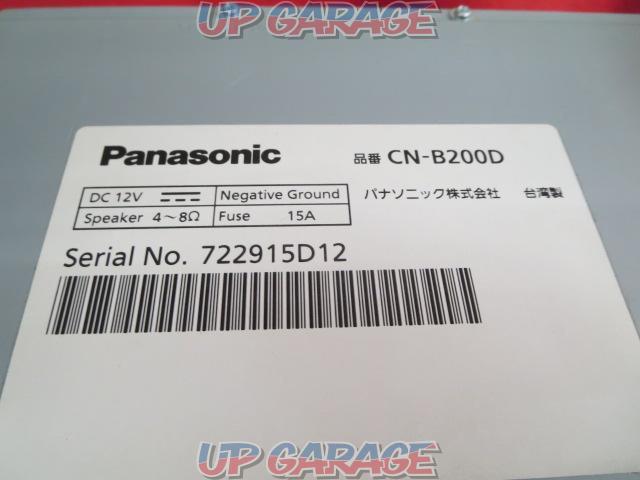 UP GARAGE
Panasonic 品番 CN-B200D
DC 12V Negative Ground パナソニック株式会社 台湾製
Speaker 4~8Ω Fuse 15A
Serial No. 722915D12
UP GARAGE